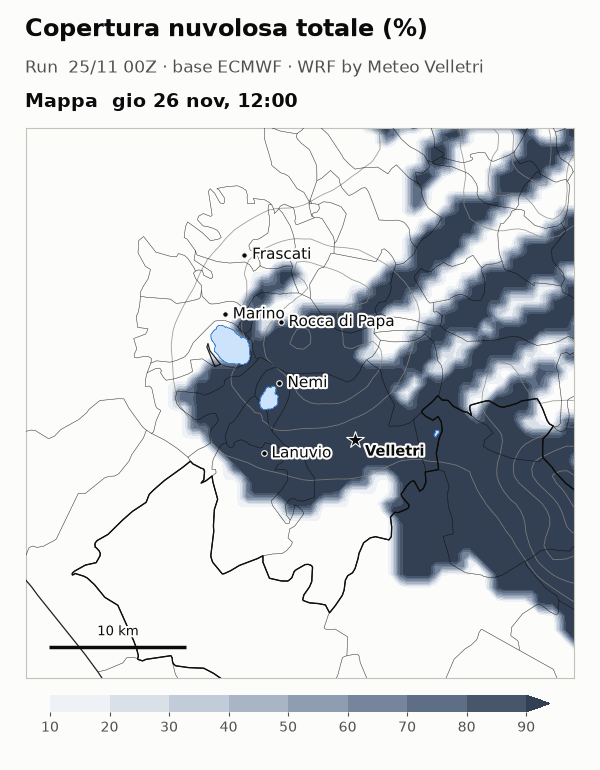 Copertura nuvolosa totale (%)
Run  25/11 00Z · base ECMWF · WRF by Meteo Velletri
Mappa  gio 26 nov, 12:00
Frascati
Marino
Rocca di Papa
Nemi
Velletri
Lanuvio
10 km
10 20 30 40 50 60 70 80 90